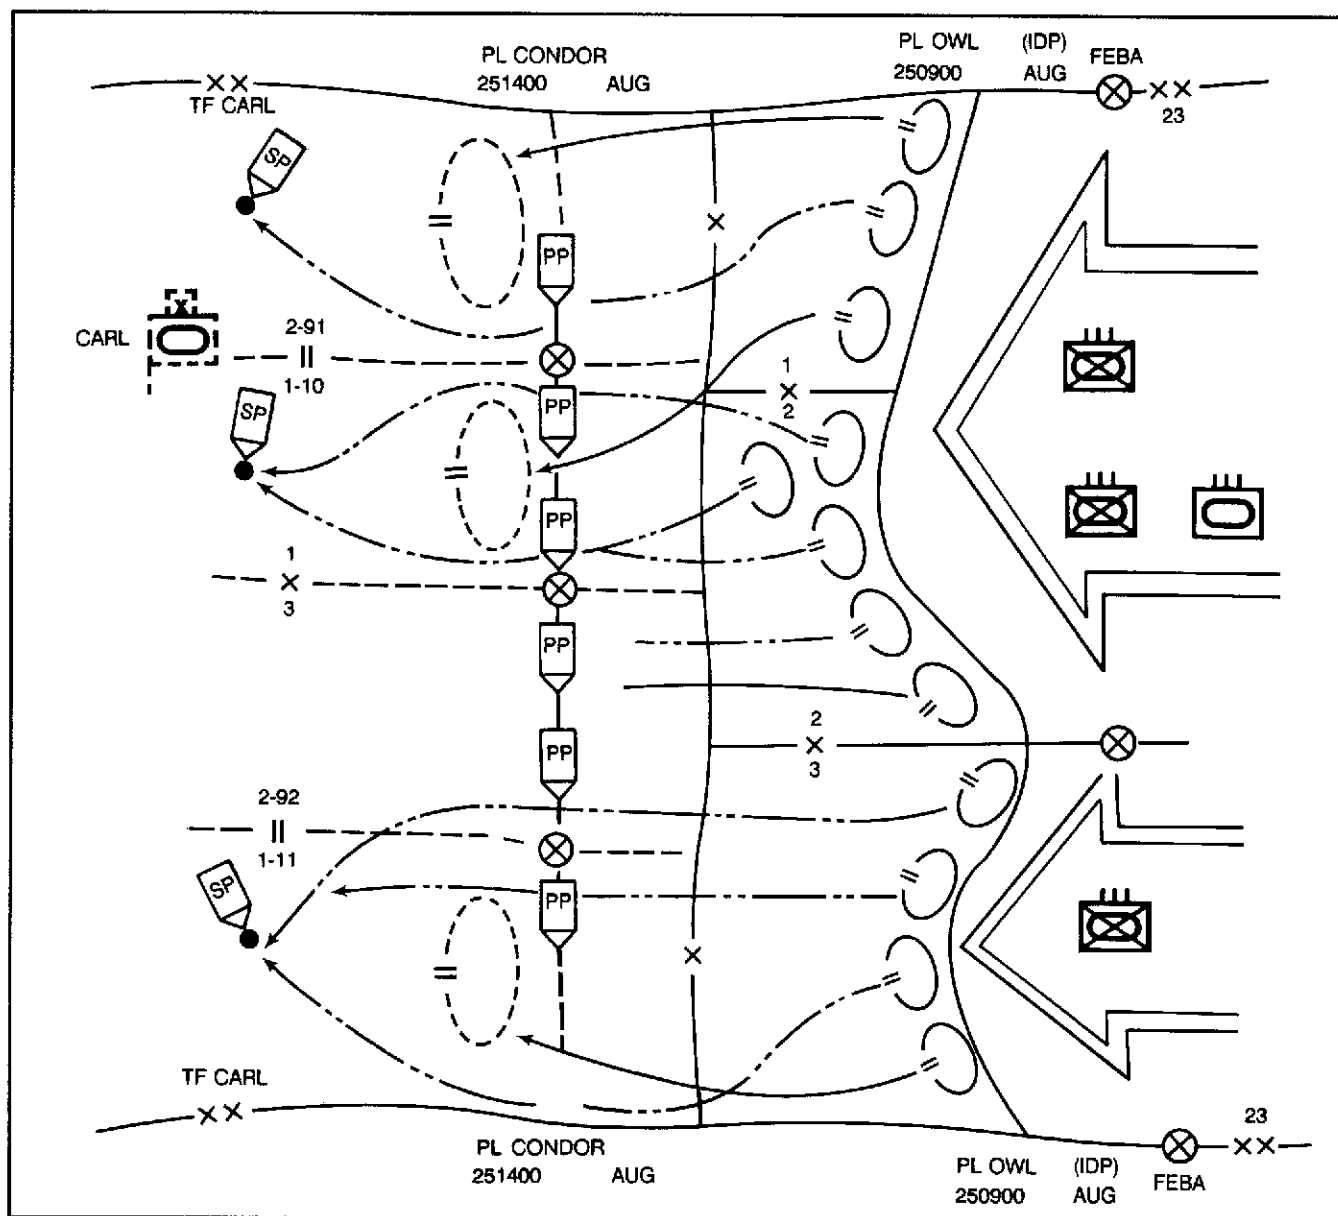 PL CONDOR
251400 AUG
PL OWL (IDP)
250900 AUG
FEBA
TF CARL
23
SP
PP
CARL
2-91
1-10
1
2
PP
SP
PP
1
3
PP
2
3
PP
2-92
1-11
SP
PP
TF CARL
PL CONDOR
251400 AUG
PL OWL (IDP)
250900 AUG
FEBA
23